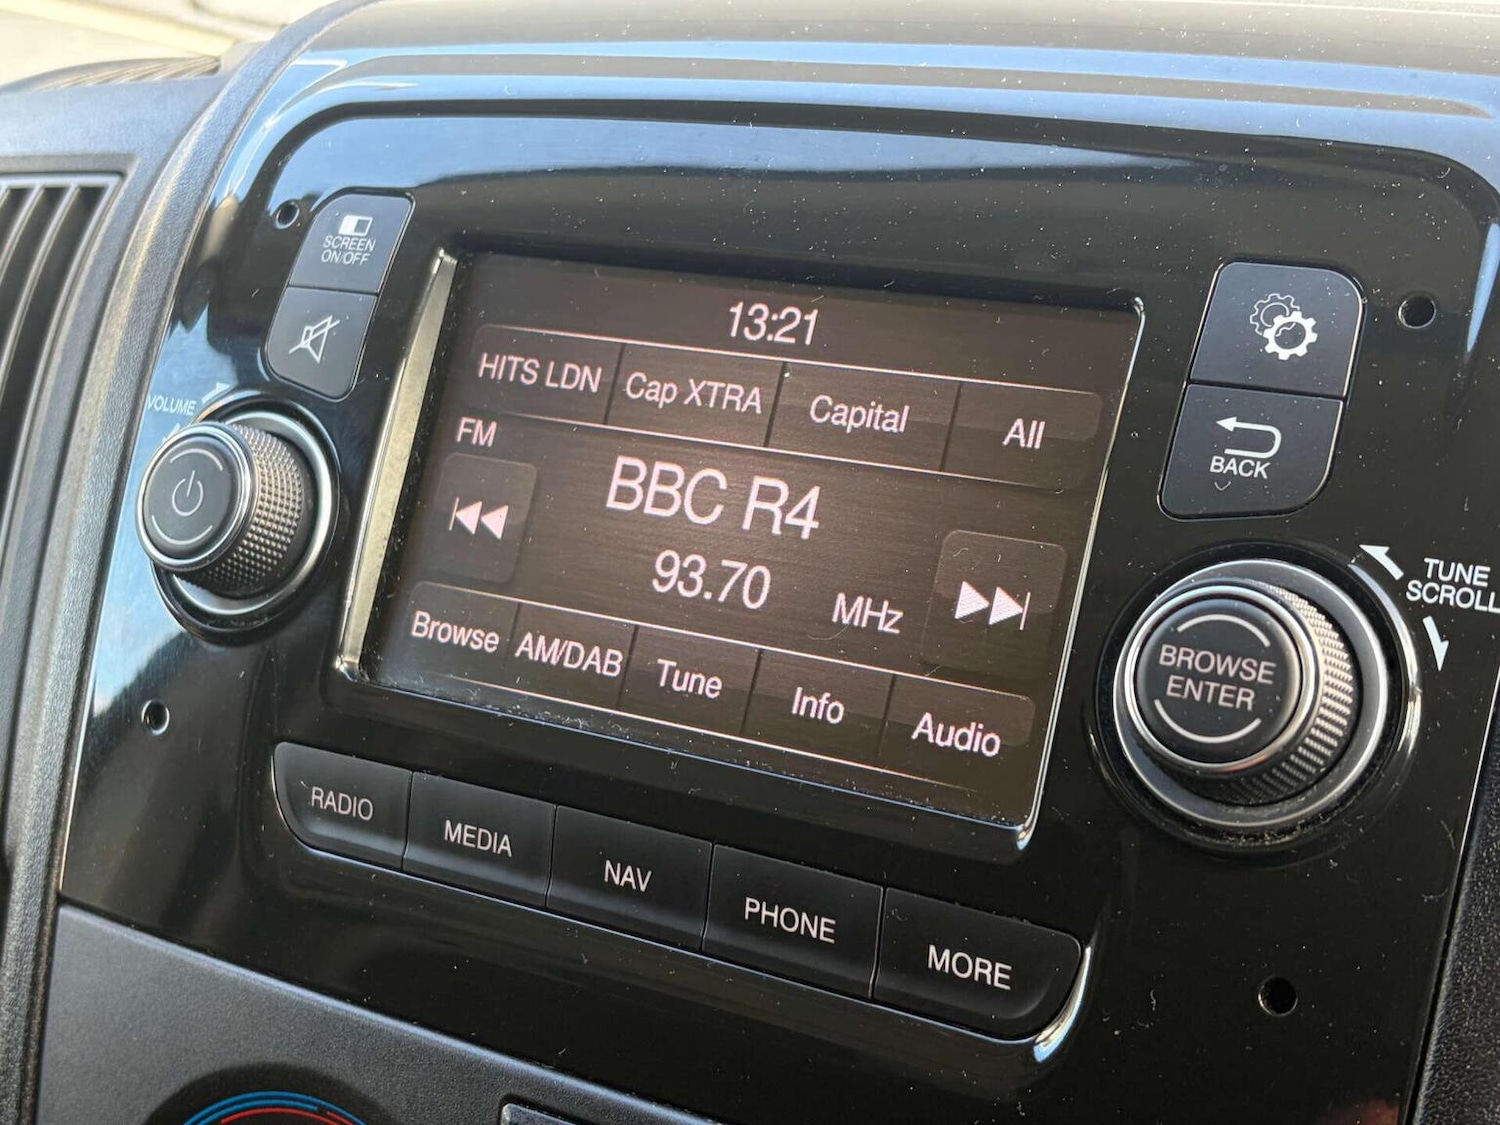 SCREEN
ON/OFF
VOLUME
13:21
HITS LDN Cap XTRA Capital All
FM
BBC R4
93.70 MHz
Browse AM/DAB Tune Info Audio
BACK
TUNE
SCROLL
BROWSE
ENTER
RADIO MEDIA NAV PHONE MORE